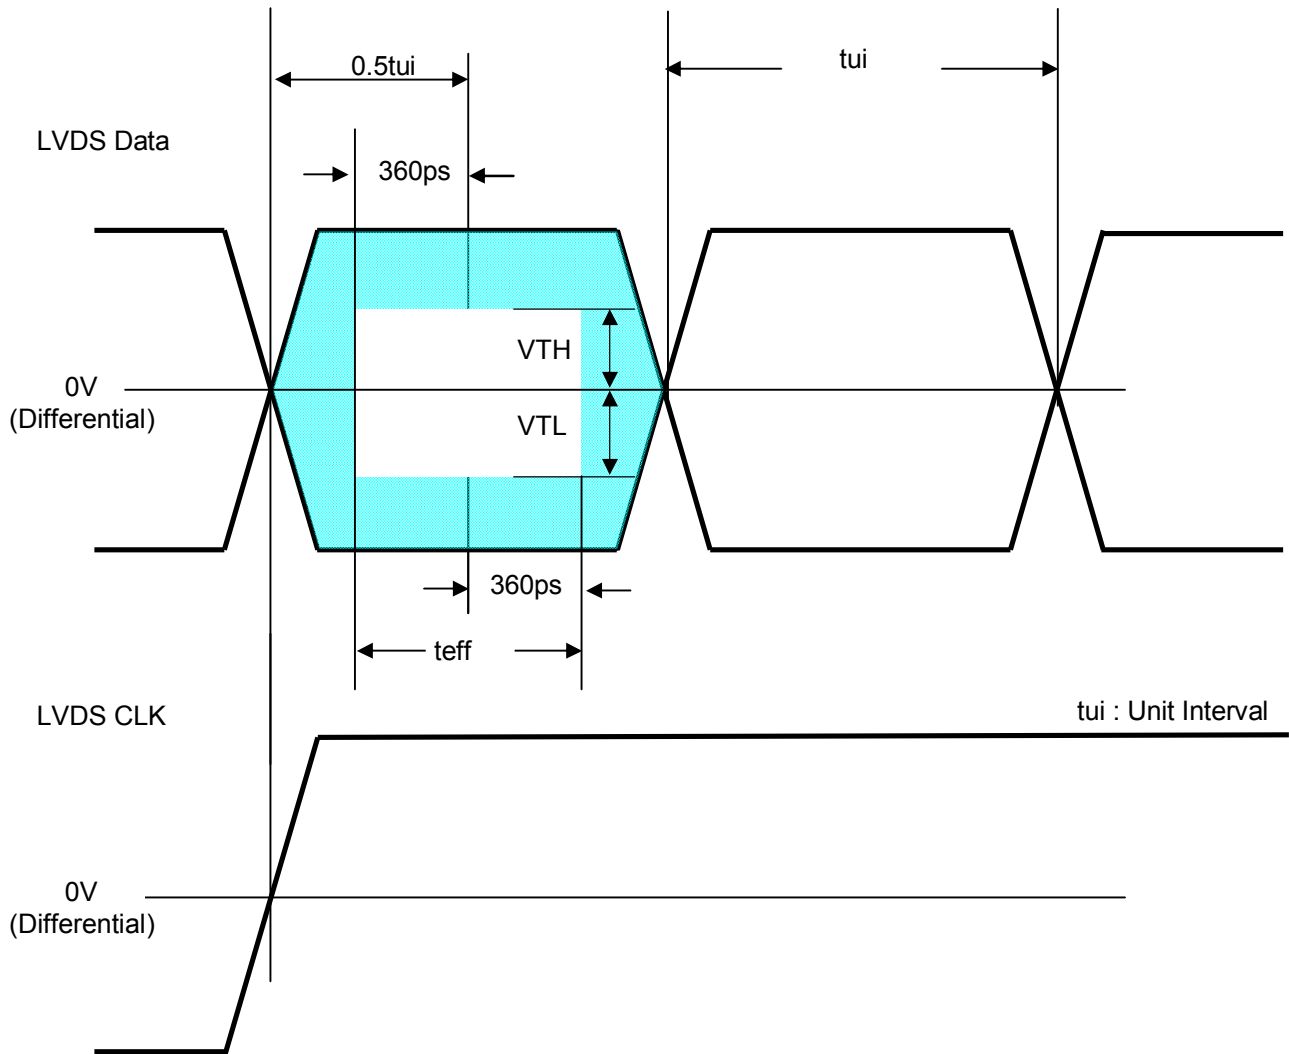 0.5tui
tui
LVDS Data
360ps
VTH
0V
(Differential)
VTL
360ps
teff
LVDS CLK
tui : Unit Interval
0V
(Differential)